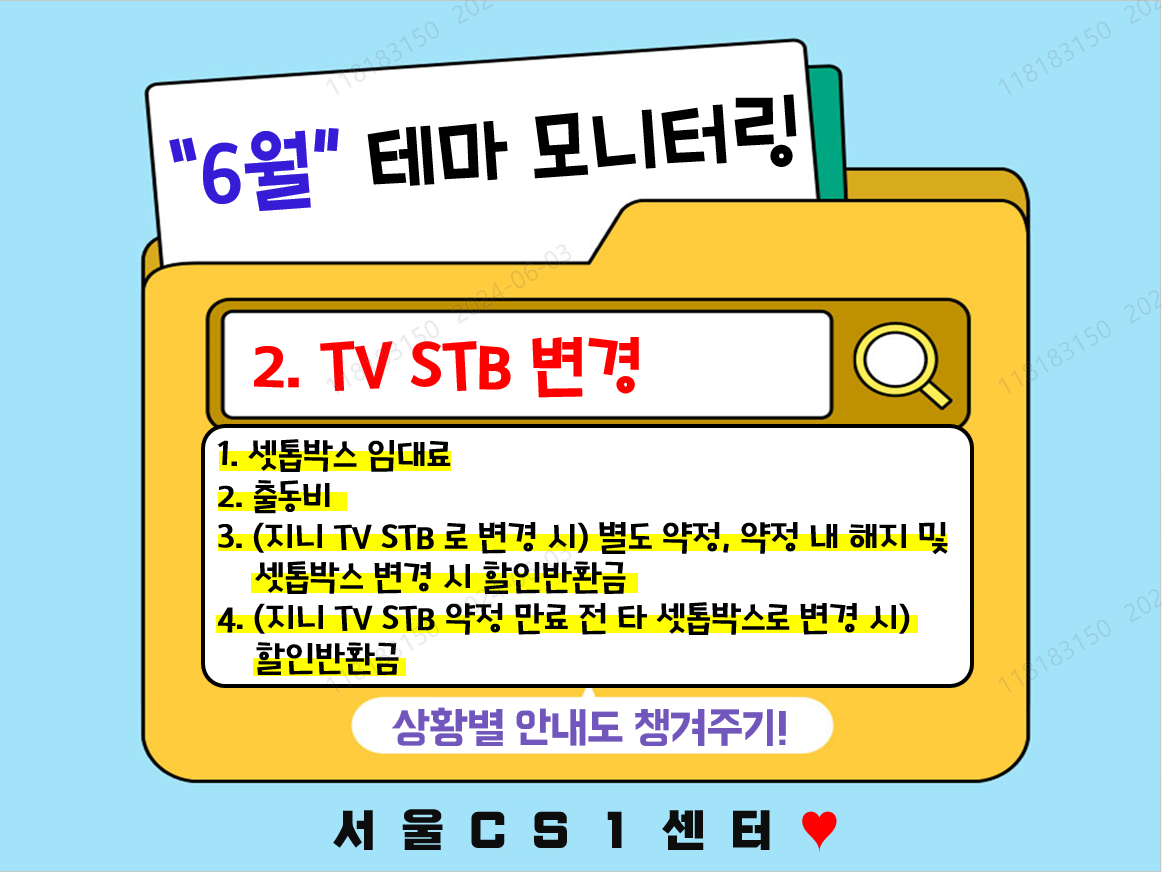 "6월" 테마 모니터링
2. TV STB 변경
1. 셋톱박스 임대료
2. 출동비
3. (지니 TV STB 로 변경 시) 별도 약정, 약정 내 해지 및
셋톱박스 변경 시 할인반환금
4. (지니 TV STB 약정 만료 전 타 셋톱박스로 변경 시)
할인반환금
상황별 안내도 챙겨주기!
서울CS1센터♥
118183150 2024-06-03